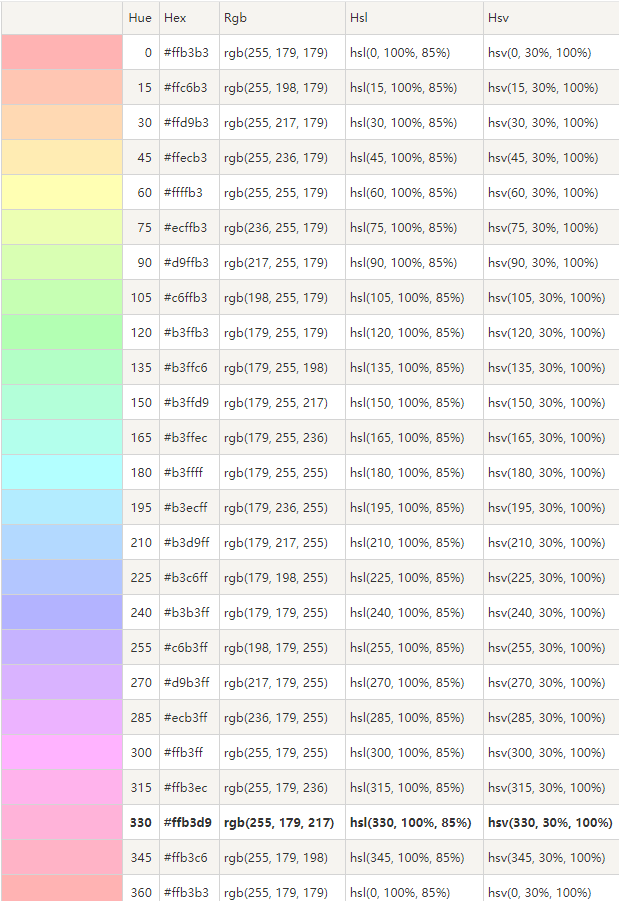 Hue Hex Rgb Hsl Hsv
0 #ffb3b3 rgb(255, 179, 179) hsl(0, 100%, 85%) hsv(0, 30%, 100%)
15 #ffc6b3 rgb(255, 198, 179) hsl(15, 100%, 85%) hsv(15, 30%, 100%)
30 #ffd9b3 rgb(255, 217, 179) hsl(30, 100%, 85%) hsv(30, 30%, 100%)
45 #ffecb3 rgb(255, 236, 179) hsl(45, 100%, 85%) hsv(45, 30%, 100%)
60 #ffffb3 rgb(255, 255, 179) hsl(60, 100%, 85%) hsv(60, 30%, 100%)
75 #ecffb3 rgb(236, 255, 179) hsl(75, 100%, 85%) hsv(75, 30%, 100%)
90 #d9ffb3 rgb(217, 255, 179) hsl(90, 100%, 85%) hsv(90, 30%, 100%)
105 #c6ffb3 rgb(198, 255, 179) hsl(105, 100%, 85%) hsv(105, 30%, 100%)
120 #b3ffb3 rgb(179, 255, 179) hsl(120, 100%, 85%) hsv(120, 30%, 100%)
135 #b3ffc6 rgb(179, 255, 198) hsl(135, 100%, 85%) hsv(135, 30%, 100%)
150 #b3ffd9 rgb(179, 255, 217) hsl(150, 100%, 85%) hsv(150, 30%, 100%)
165 #b3ffec rgb(179, 255, 236) hsl(165, 100%, 85%) hsv(165, 30%, 100%)
180 #b3ffff rgb(179, 255, 255) hsl(180, 100%, 85%) hsv(180, 30%, 100%)
195 #b3ecff rgb(179, 236, 255) hsl(195, 100%, 85%) hsv(195, 30%, 100%)
210 #b3d9ff rgb(179, 217, 255) hsl(210, 100%, 85%) hsv(210, 30%, 100%)
225 #b3c6ff rgb(179, 198, 255) hsl(225, 100%, 85%) hsv(225, 30%, 100%)
240 #b3b3ff rgb(179, 179, 255) hsl(240, 100%, 85%) hsv(240, 30%, 100%)
255 #c6b3ff rgb(198, 179, 255) hsl(255, 100%, 85%) hsv(255, 30%, 100%)
270 #d9b3ff rgb(217, 179, 255) hsl(270, 100%, 85%) hsv(270, 30%, 100%)
285 #ecb3ff rgb(236, 179, 255) hsl(285, 100%, 85%) hsv(285, 30%, 100%)
300 #ffb3ff rgb(255, 179, 255) hsl(300, 100%, 85%) hsv(300, 30%, 100%)
315 #ffb3ec rgb(255, 179, 236) hsl(315, 100%, 85%) hsv(315, 30%, 100%)
330 #ffb3d9 rgb(255, 179, 217) hsl(330, 100%, 85%) hsv(330, 30%, 100%)
345 #ffb3c6 rgb(255, 179, 198) hsl(345, 100%, 85%) hsv(345, 30%, 100%)
360 #ffb3b3 rgb(255, 179, 179) hsl(0, 100%, 85%) hsv(0, 30%, 100%)